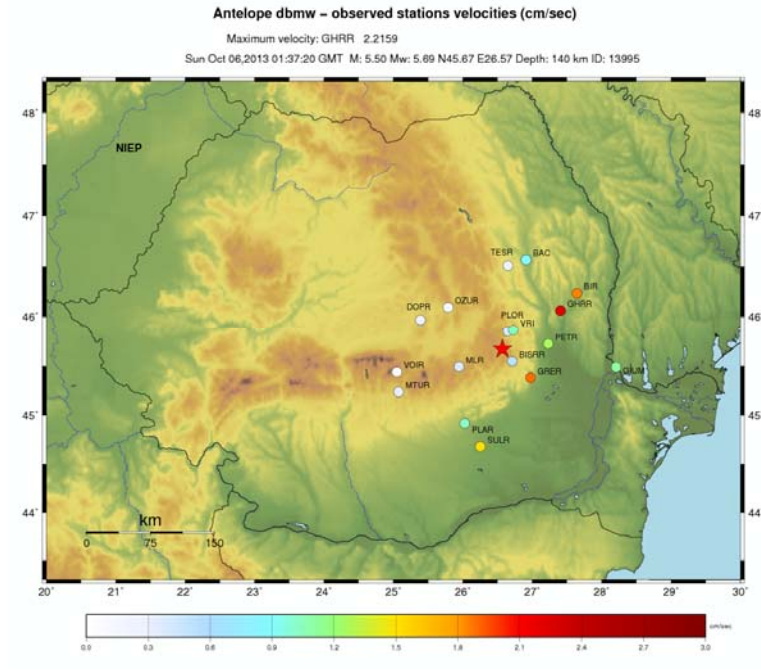 Antelope dbmw – observed stations velocities (cm/sec)
Maximum velocity: GHRR 2.2159
Sun Oct 06,2013 01:37:20 GMT M: 5.50 Mw: 5.69 N45.67 E26.57 Depth: 140 km ID: 13995
48˚ 48˚
NIEP
47˚ 47˚
TESR BAC
BIR
DOPR OZUR GHRR
46˚ 46˚
PLOR VRI
PETR
BISRR
VOIR MLR GRER GIUM
MTUR
45˚ 45˚
PLAR
SULR
44˚ 44˚
km
0 75 150
20˚ 21˚ 22˚ 23˚ 24˚ 25˚ 26˚ 27˚ 28˚ 29˚ 30˚
cm/sec
0.0 0.3 0.6 0.9 1.2 1.5 1.8 2.1 2.4 2.7 3.0